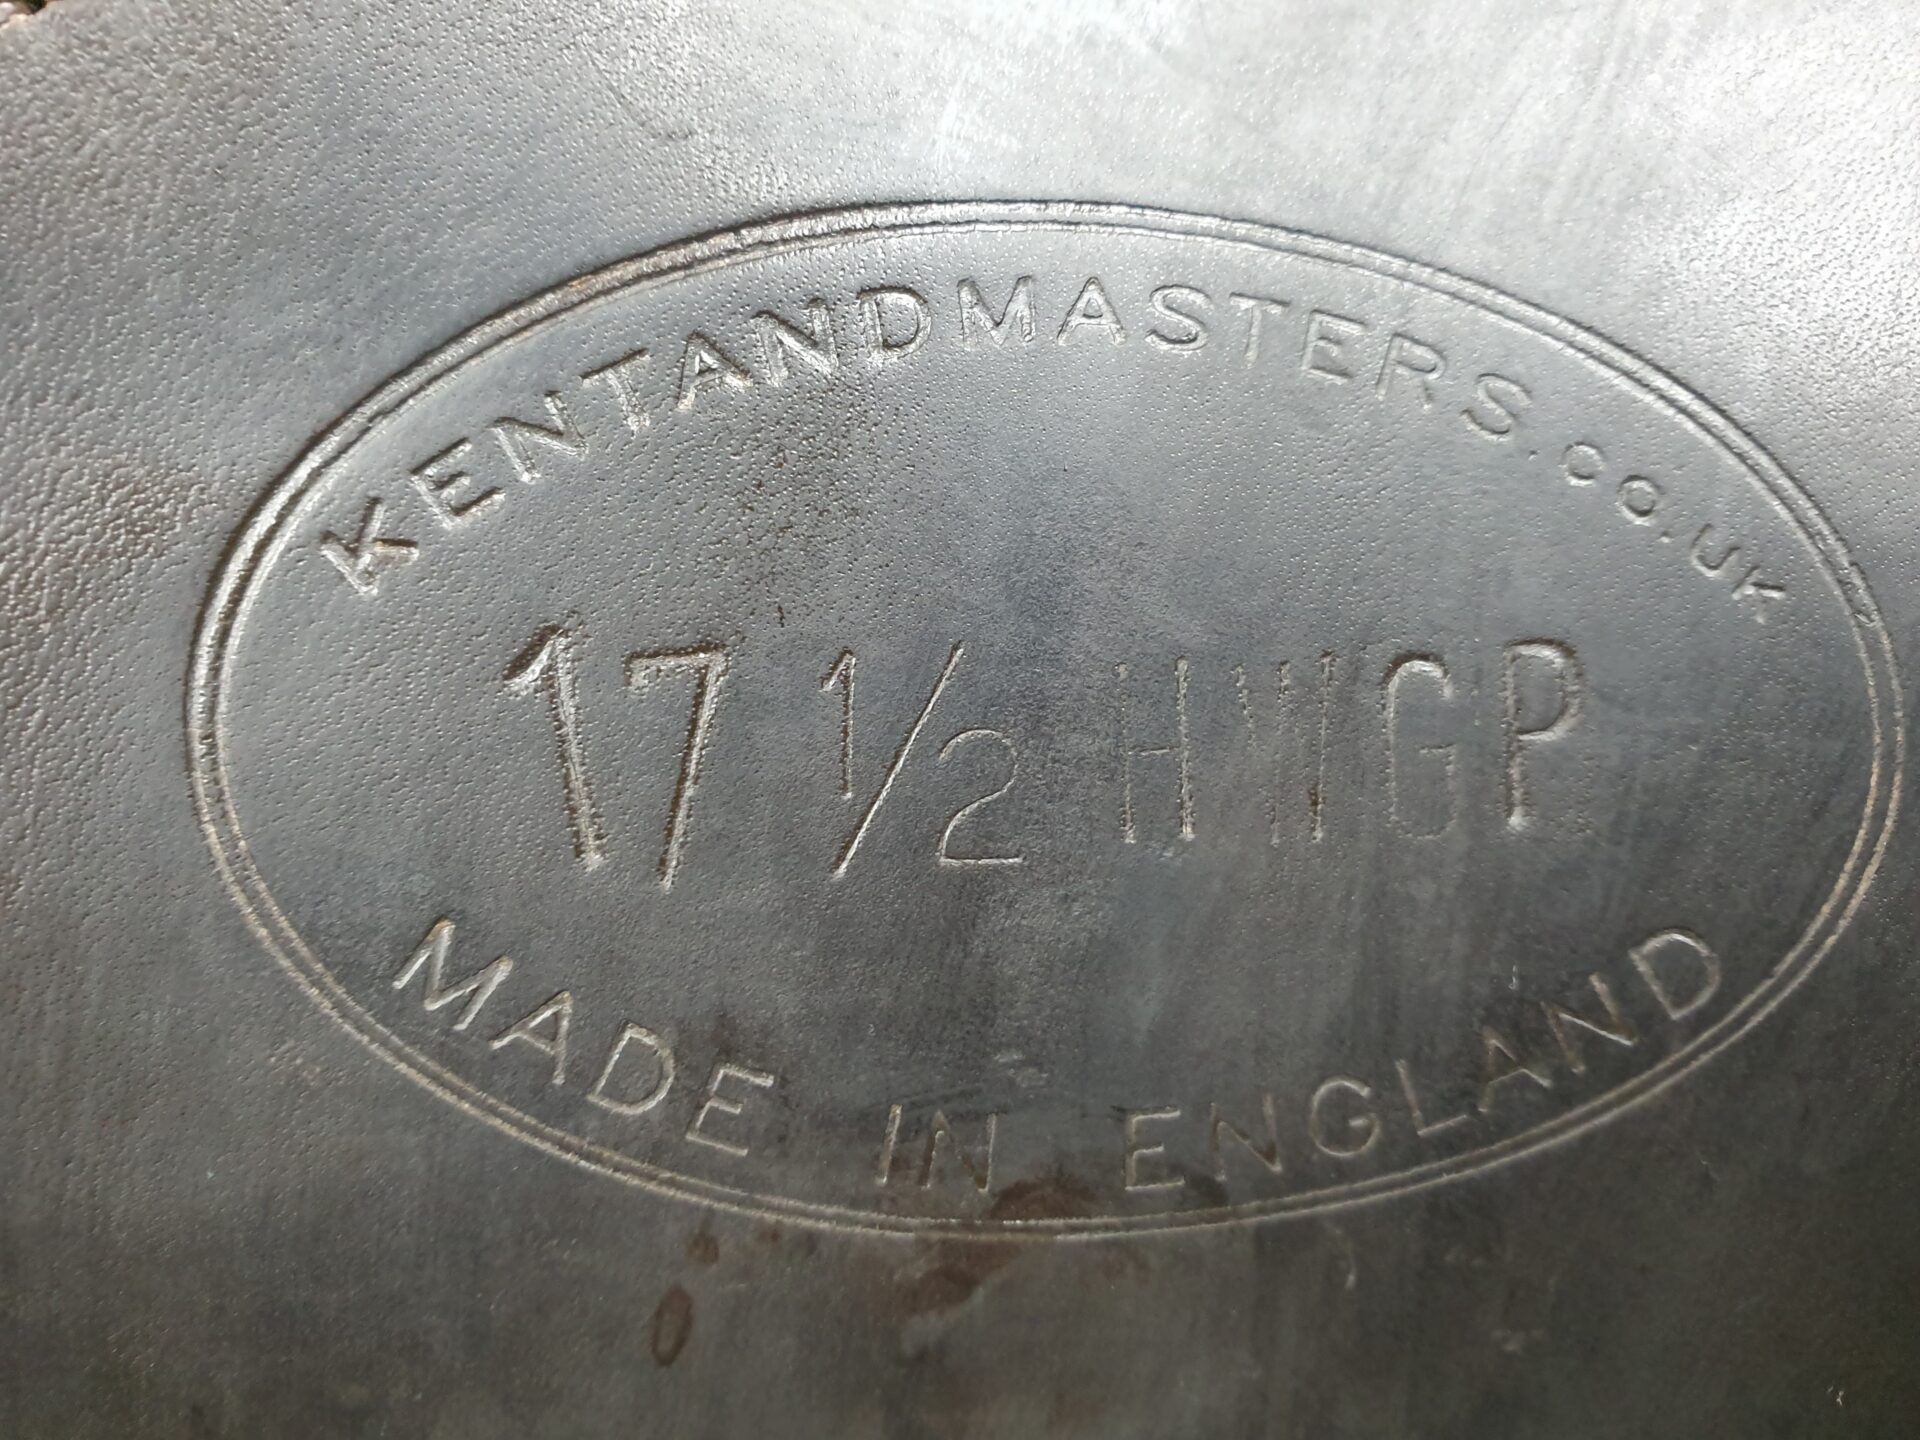 KENTANDMASTERS.CO.UK
17 1/2 HWGP
MADE IN ENGLAND